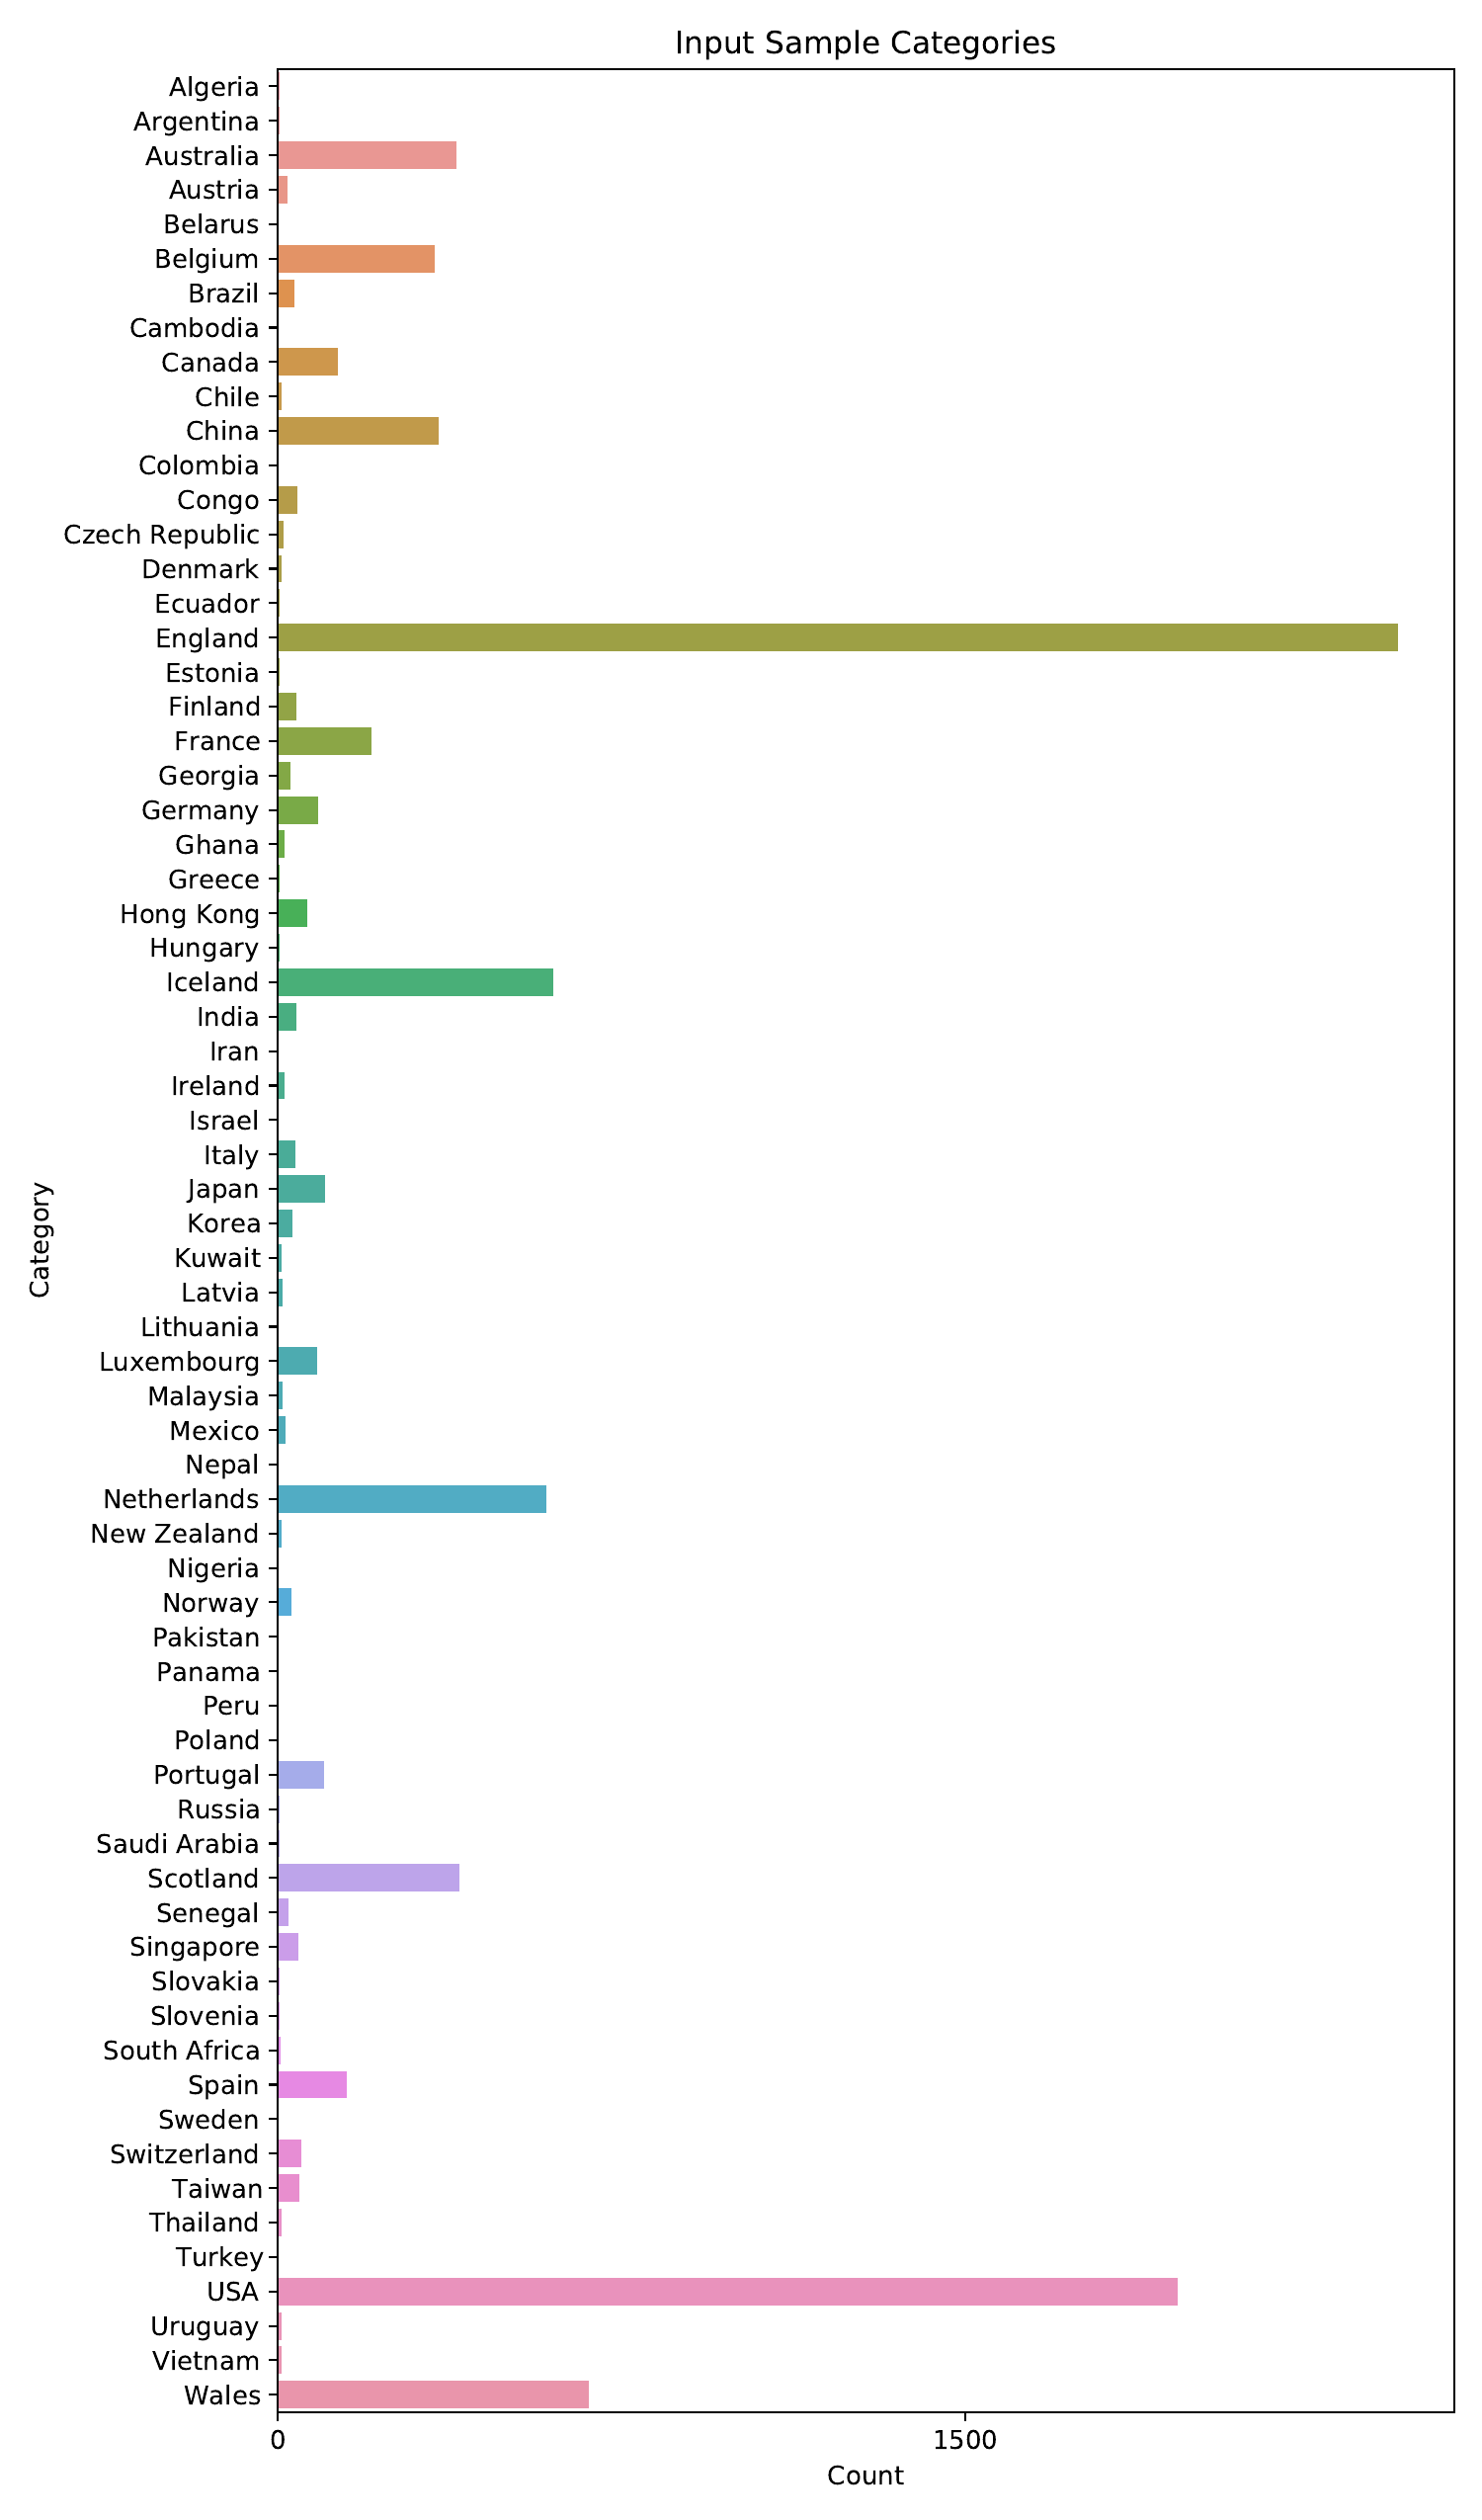 Input Sample Categories
Algeria
Argentina
Australia
Austria
Belarus
Belgium
Brazil
Cambodia
Canada
Chile
China
Colombia
Congo
Czech Republic
Denmark
Ecuador
England
Estonia
Finland
France
Georgia
Germany
Ghana
Greece
Hong Kong
Hungary
Iceland
India
Iran
Ireland
Israel
Italy
Japan
Korea
Kuwait
Latvia
Lithuania
Luxembourg
Malaysia
Mexico
Nepal
Netherlands
New Zealand
Nigeria
Norway
Pakistan
Panama
Peru
Poland
Portugal
Russia
Saudi Arabia
Scotland
Senegal
Singapore
Slovakia
Slovenia
South Africa
Spain
Sweden
Switzerland
Taiwan
Thailand
Turkey
USA
Uruguay
Vietnam
Wales
Category
0 1500
Count